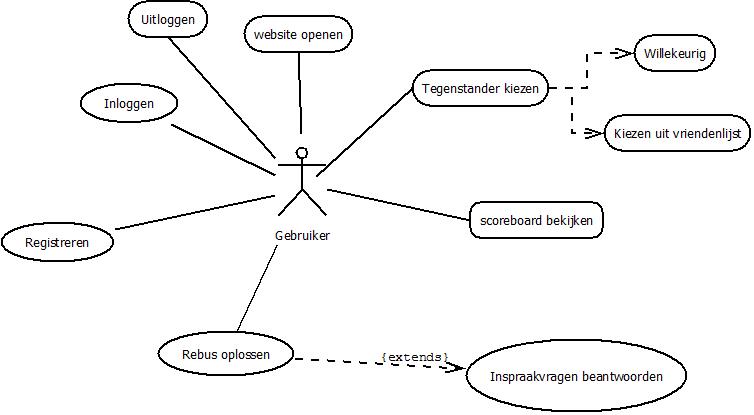 Uitloggen
website openen
Willekeurig
Tegenstander kiezen
Inloggen
Kiezen uit vriendenlijst
scoreboard bekijken
Gebruiker
Registreren
Rebus oplossen
{extends}
Inspraakvragen beantwoorden